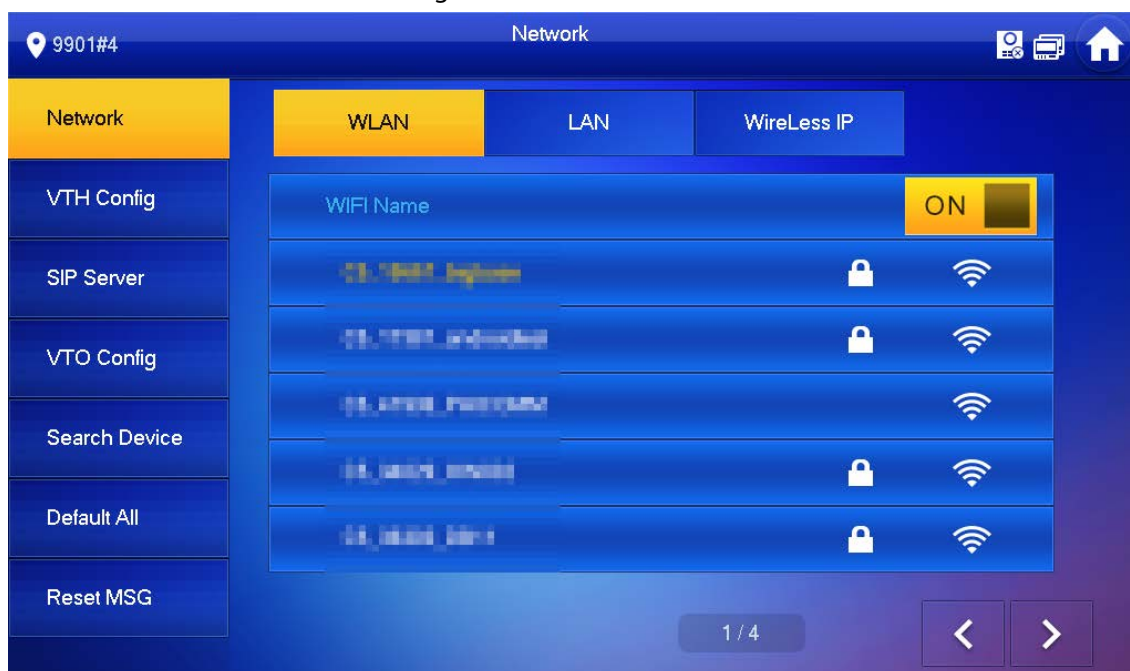 Network
9901#4
Network
WLAN LAN WireLess IP
VTH Config
WIFI Name ON
SIP Server
VTO Config
Search Device
Default All
Reset MSG
1/4